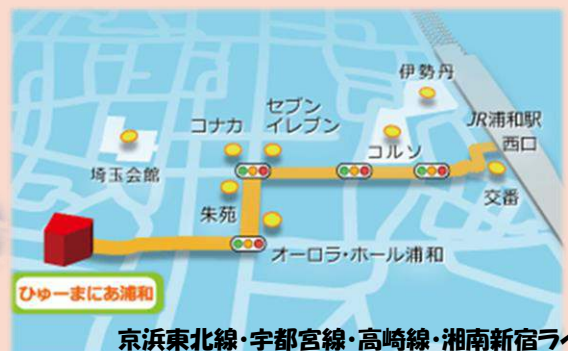 伊勢丹
セブン
イレブン
コナカ
JR浦和駅
西口
コルソ
埼玉会館
交番
朱苑
オーロラ・ホール浦和
ひゅーまにあ浦和
京浜東北線・宇都宮線・高崎線・湘南新宿ラ